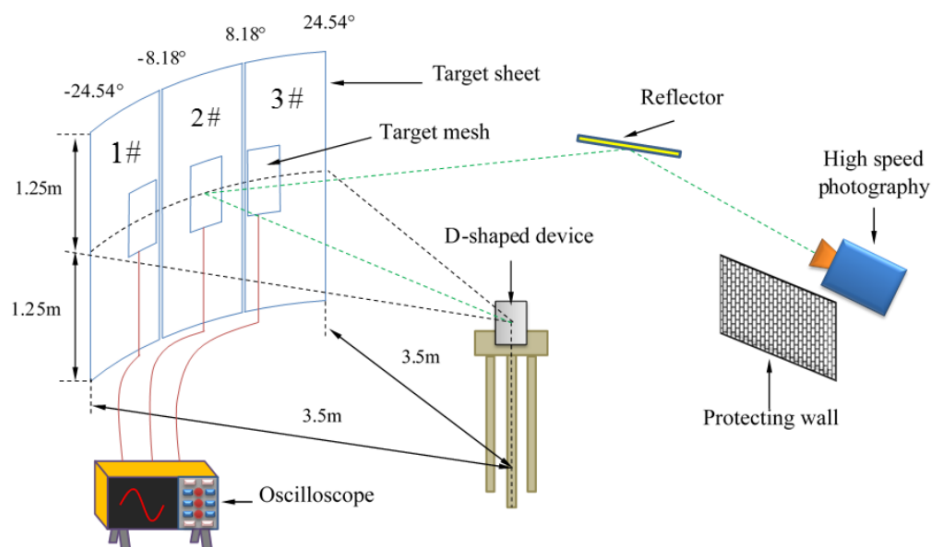 24.54°
8.18°
-8.18°
-24.54°
Target sheet
3#
2#
1#
Reflector
Target mesh
High speed
photography
1.25m
D-shaped device
1.25m
3.5m
3.5m
Protecting wall
Oscilloscope